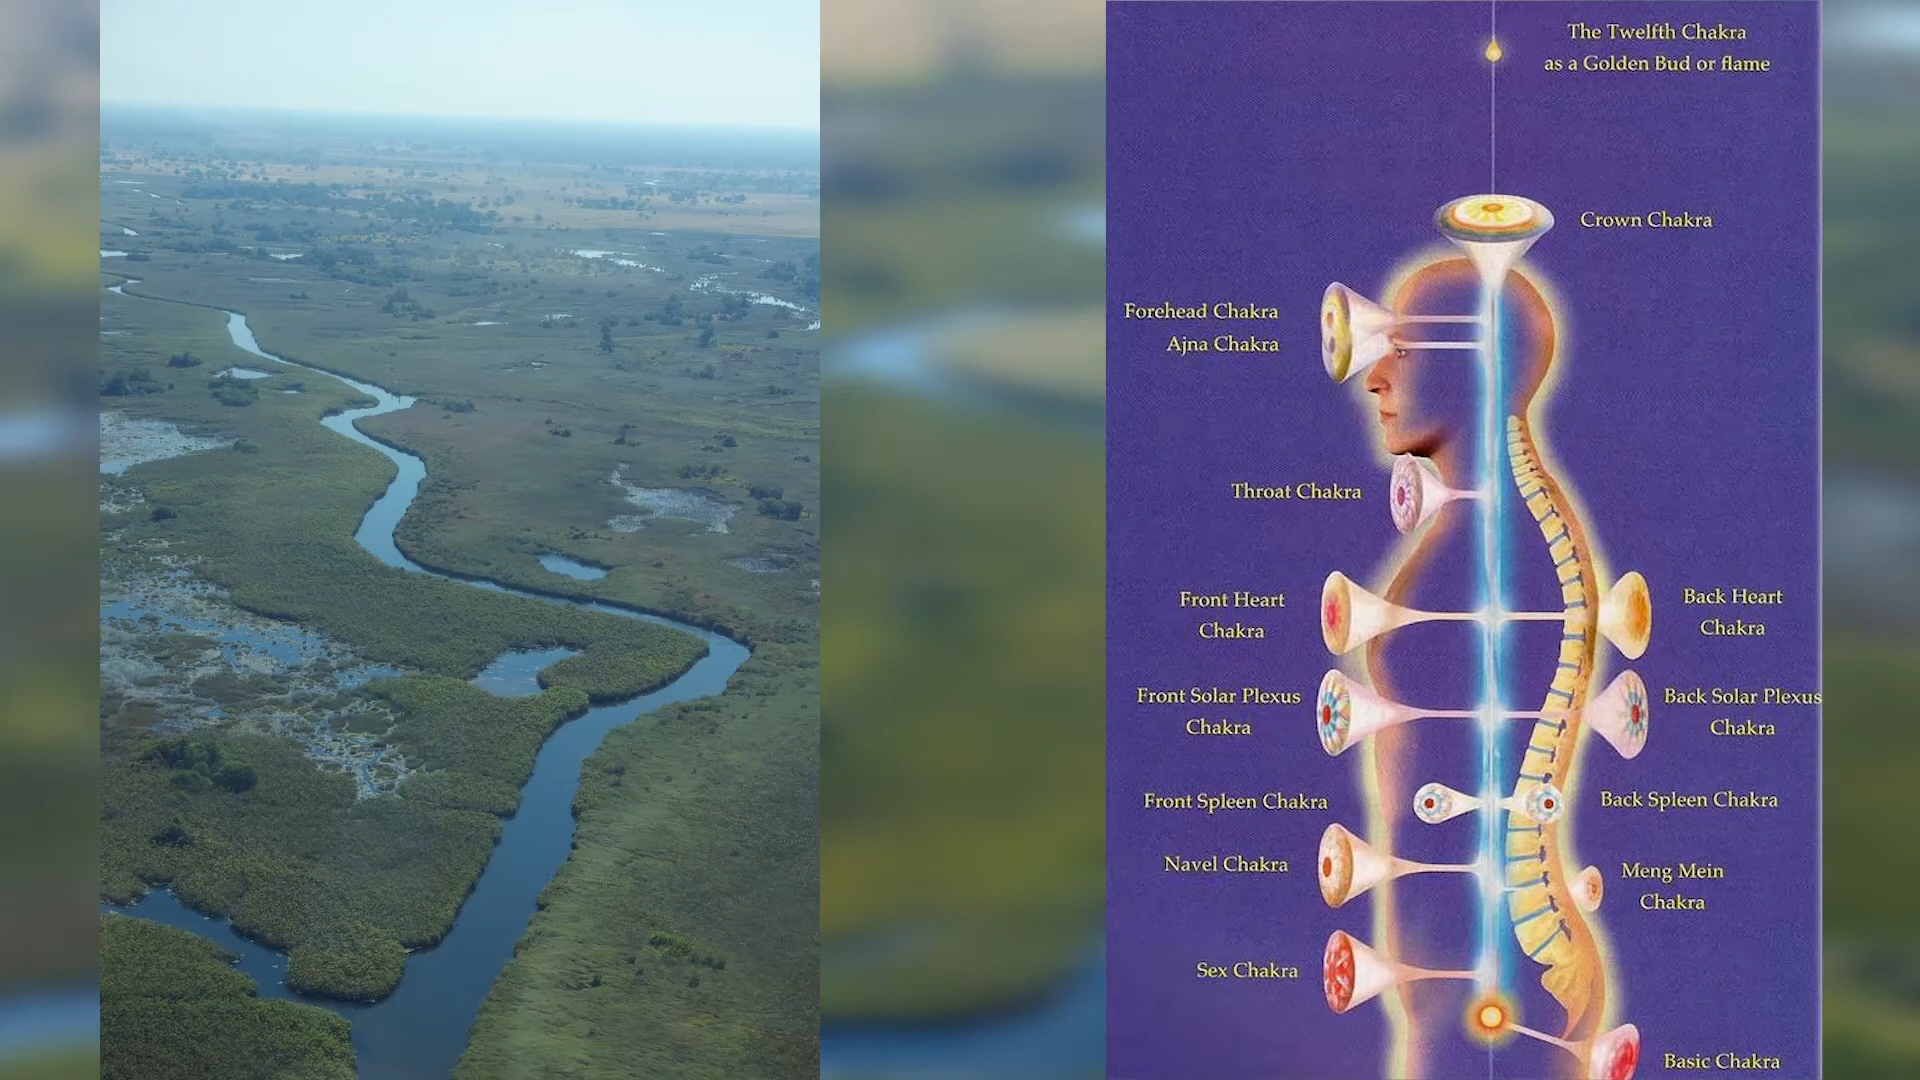 The Twelfth Chakra
as a Golden Bud or flame
Crown Chakra
Forehead Chakra
Ajna Chakra
Throat Chakra
Front Heart
Chakra
Back Heart
Chakra
Front Solar Plexus
Chakra
Back Solar Plexus
Chakra
Front Spleen Chakra
Back Spleen Chakra
Navel Chakra
Meng Mein
Chakra
Sex Chakra
Basic Chakra